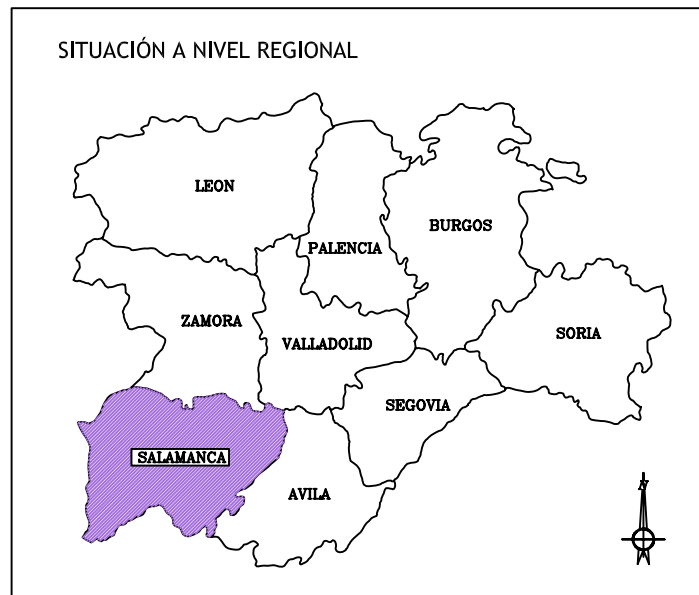 SITUACIÓN A NIVEL REGIONAL
LEON
BURGOS
PALENCIA
ZAMORA
VALLADOLID
SORIA
SEGOVIA
SALAMANCA
AVILA
N